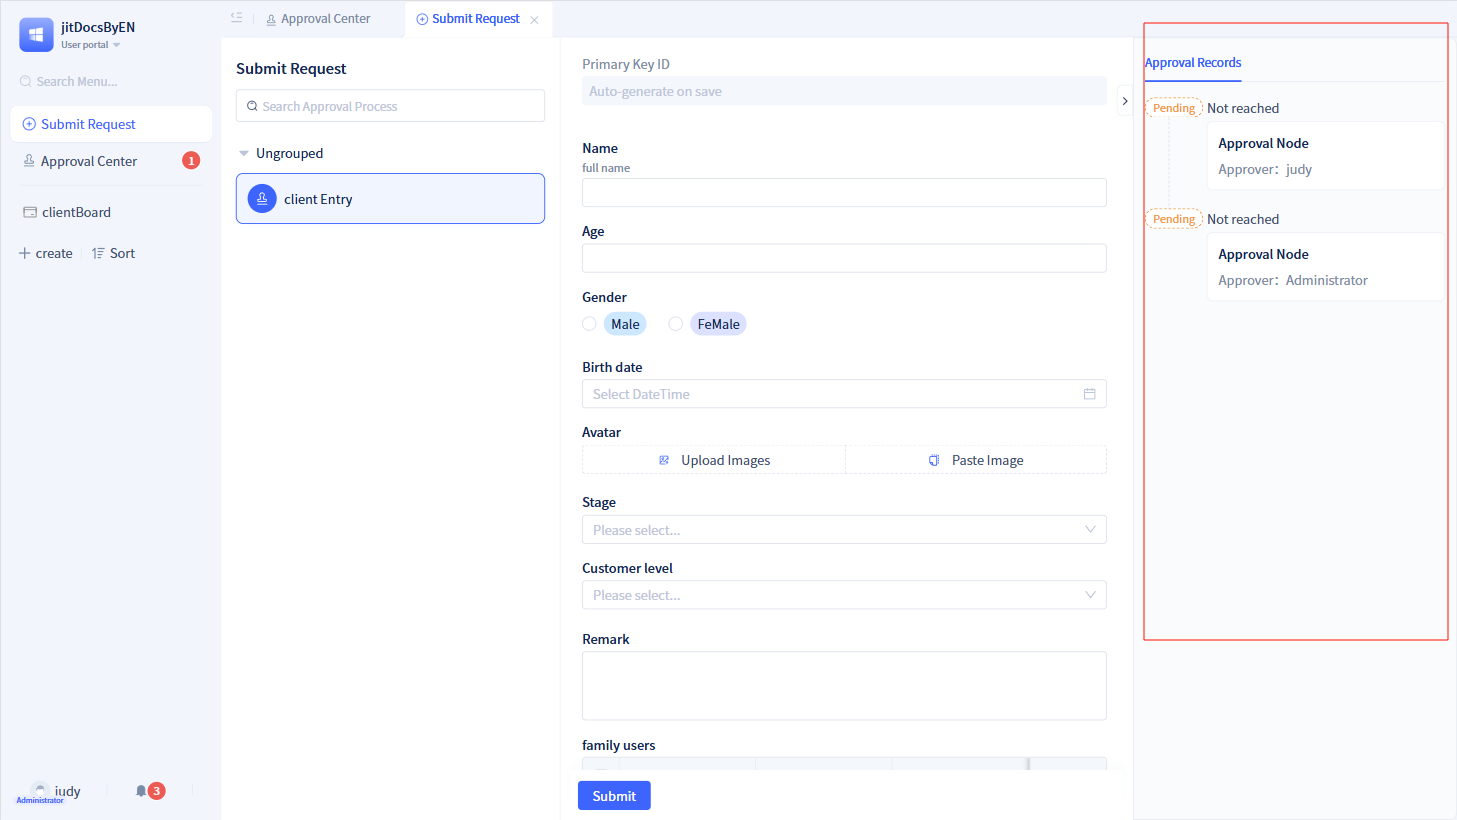 jitDocsByEN
User portal
Search Menu...
Submit Request
Approval Center
1
clientBoard
create
Sort
judy
Administrator
3
Approval Center
Submit Request
Submit Request
Search Approval Process
Ungrouped
client Entry
Primary Key ID
Auto-generate on save
Name
full name
Age
Gender
Male
FeMale
Birth date
Select DateTime
Avatar
Upload Images
Paste Image
Stage
Please select...
Customer level
Please select...
Remark
family users
Submit
Approval Records
Pending
Not reached
Approval Node
Approver：judy
Pending
Not reached
Approval Node
Approver：Administrator